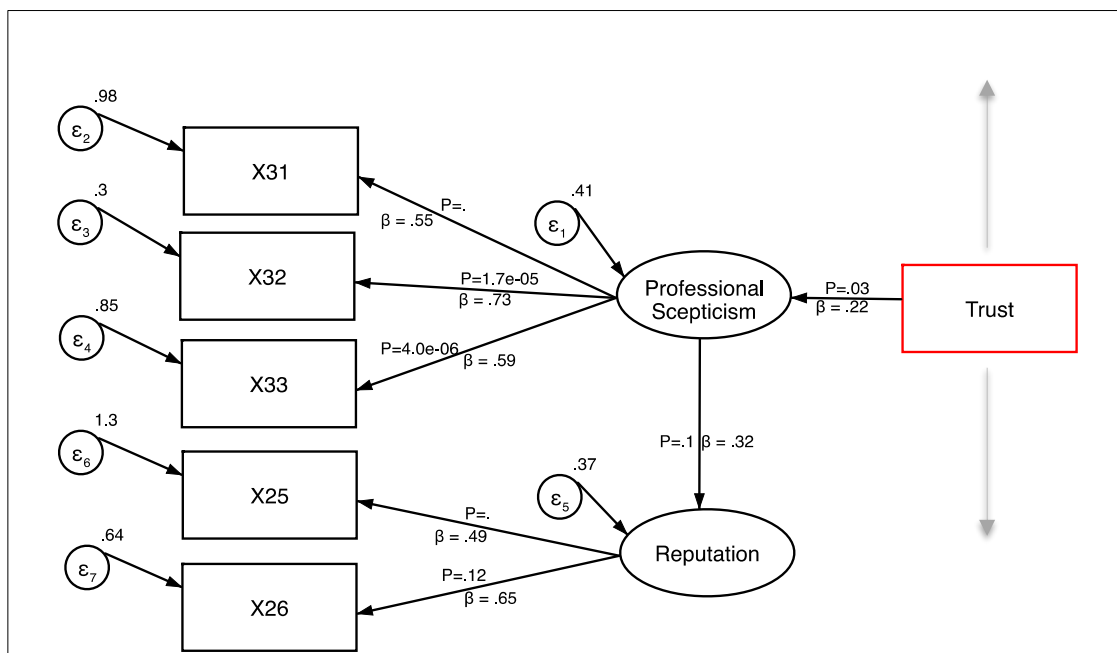 .98
ε2
X31
.3
ε3
X32
.85
ε4
X33
1.3
ε6
X25
.64
ε7
X26
P=.
β = .55
P=1.7e-05
β = .73
P=4.0e-06
β = .59
.41
ε1
Professional
Scepticism
P=.03
β = .22
Trust
P=.1 β = .32
.37
ε5
Reputation
P=.
β = .49
P=.12
β = .65